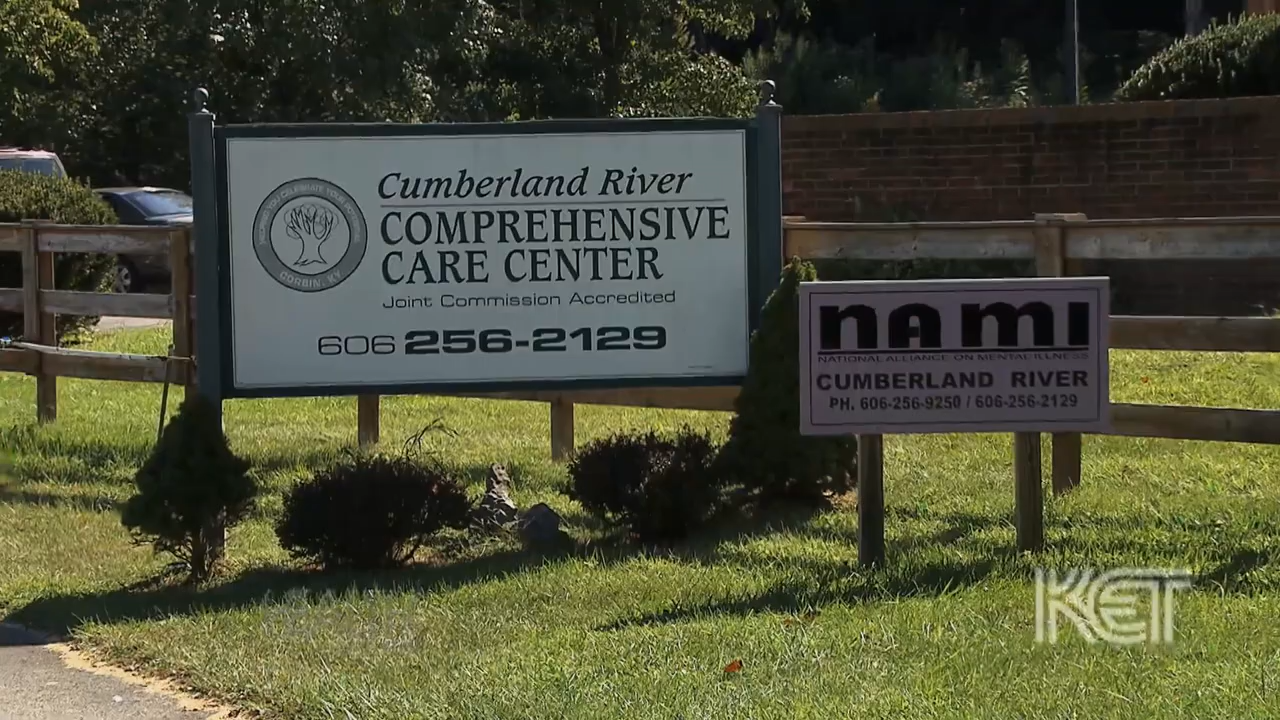 Cumberland River
COMPREHENSIVE
CARE CENTER
Joint Commission Accredited
606 256-2129
CORBIN, KY
nami
NATIONAL ALLIANCE ON MENTAL ILLNESS
CUMBERLAND RIVER
PH. 606-256-9250 / 606-256-2129
KET